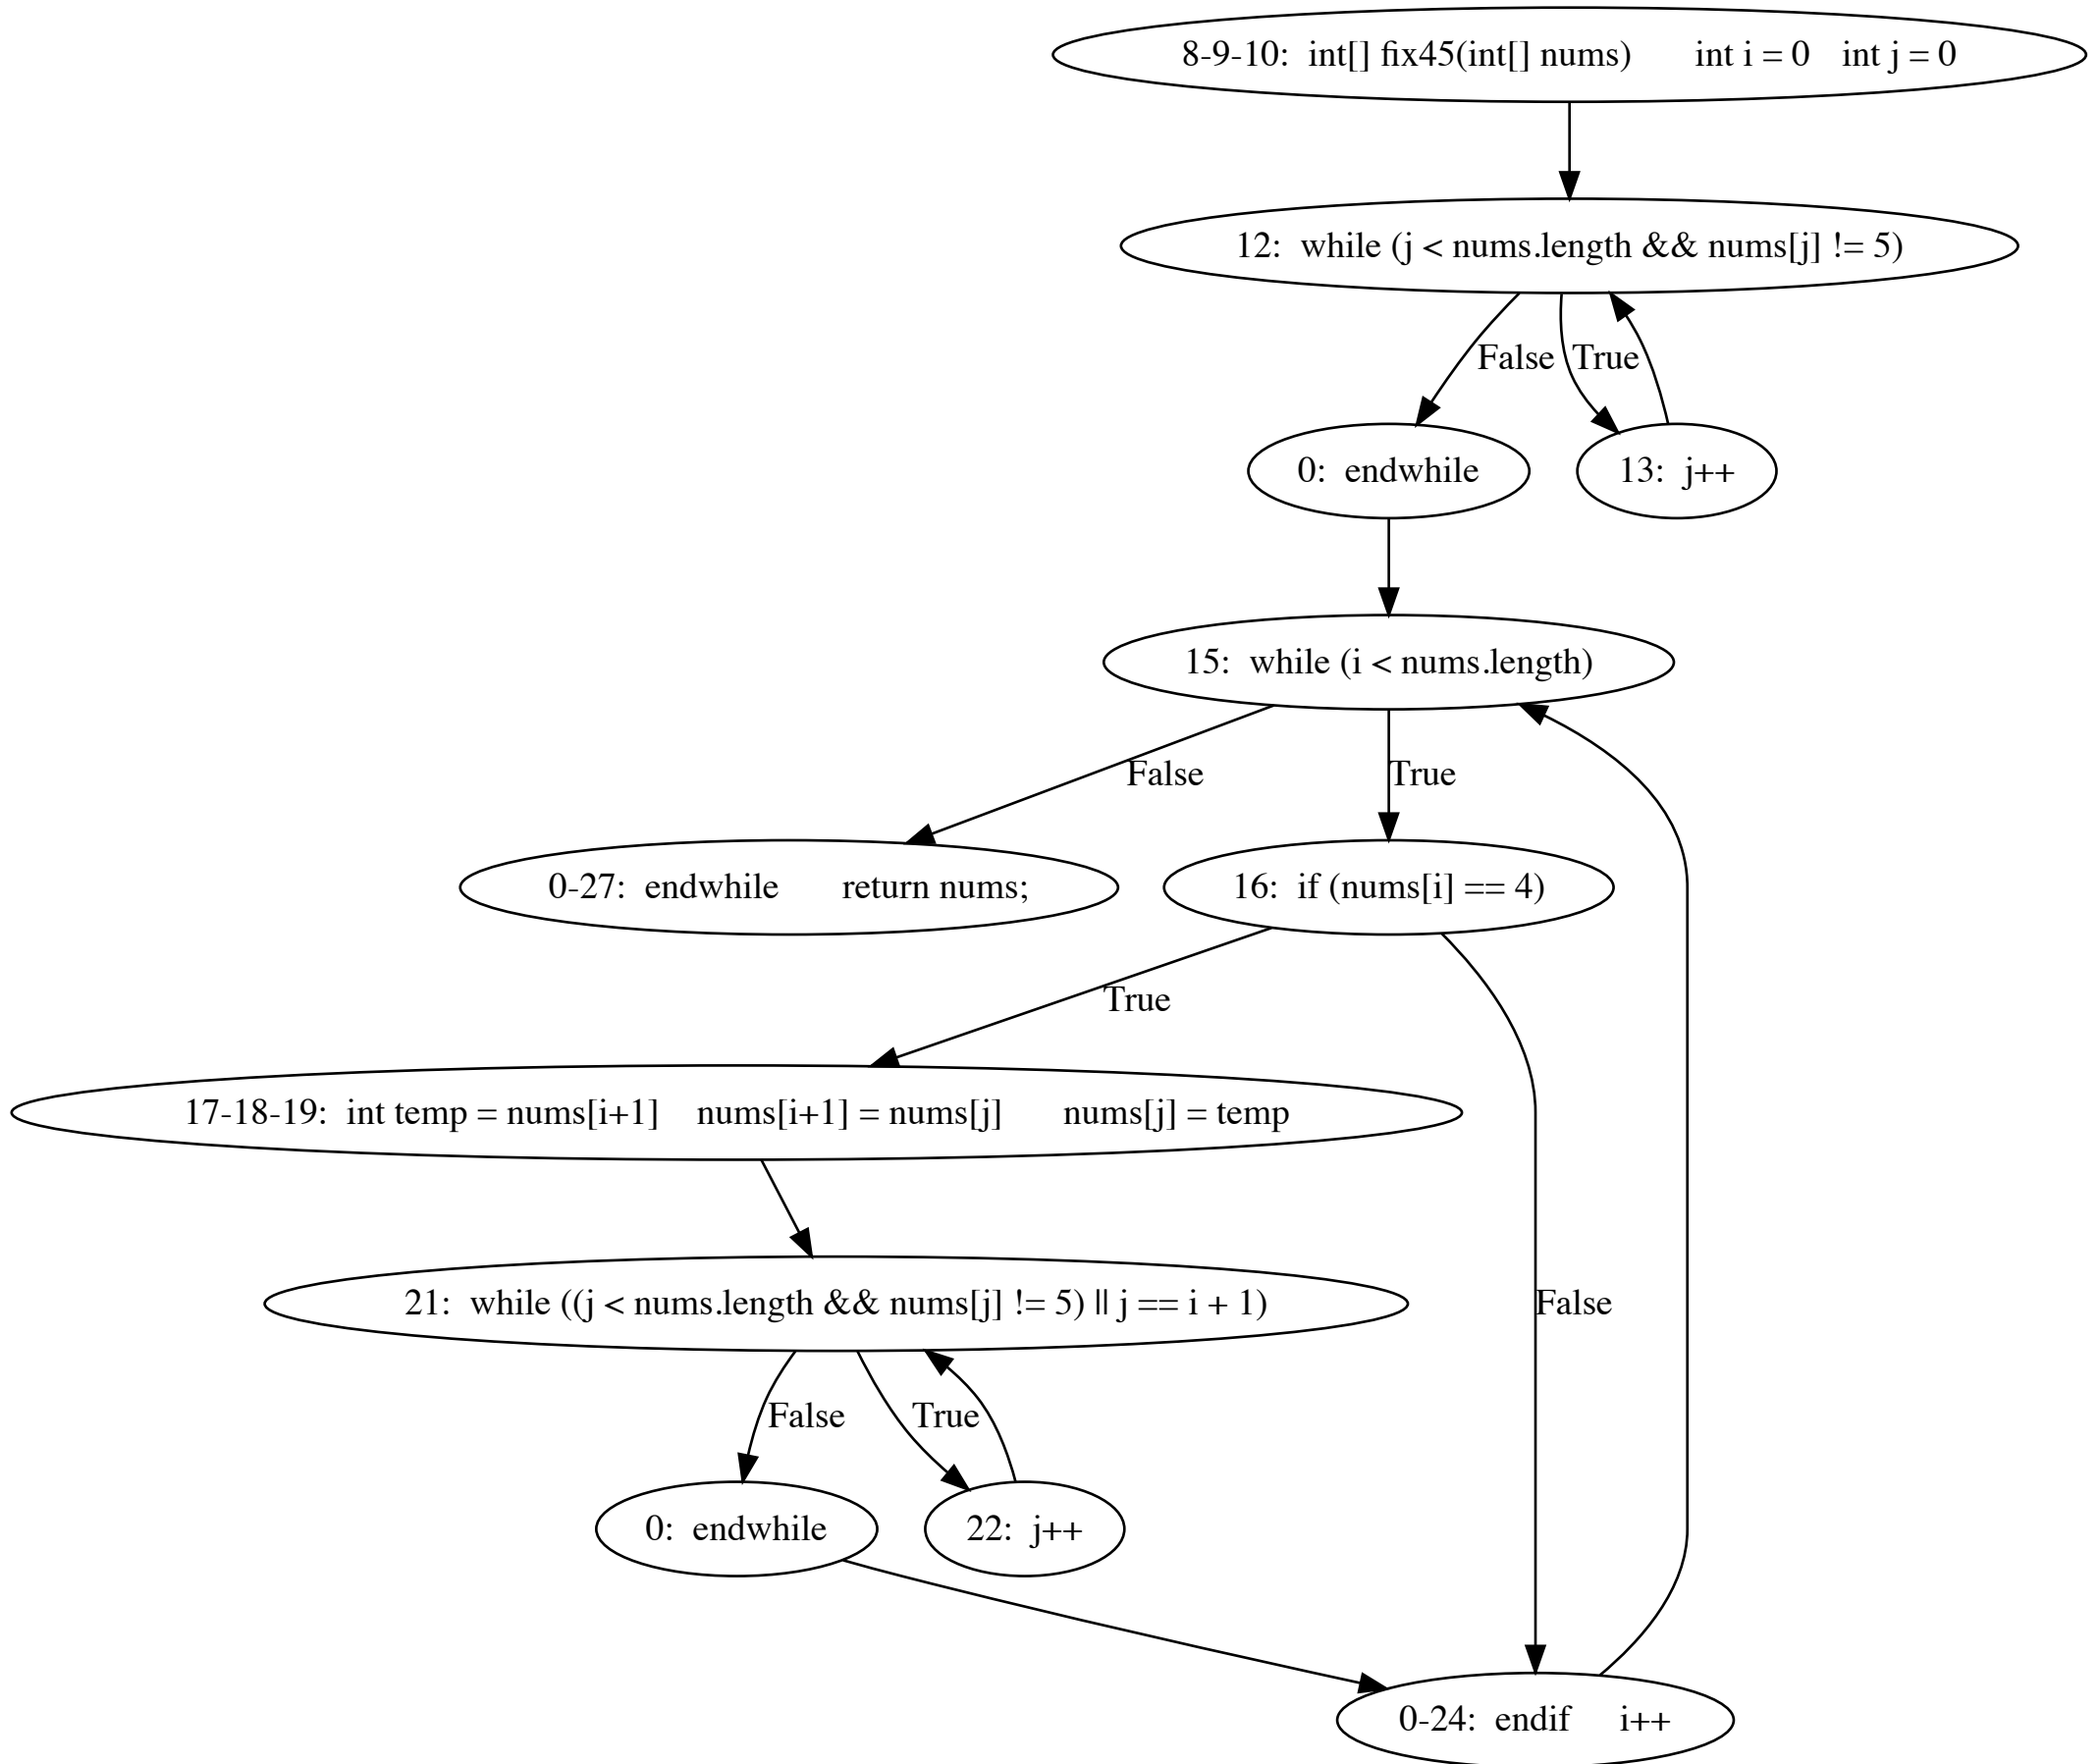 8-9-10: int[] fix45(int[] nums) int i = 0 int j = 0
12: while (j < nums.length && nums[j] != 5)
False
True
0: endwhile
13: j++
15: while (i < nums.length)
False
True
0-27: endwhile return nums;
16: if (nums[i] == 4)
True
17-18-19: int temp = nums[i+1] nums[i+1] = nums[j] nums[j] = temp
21: while ((j < nums.length && nums[j] != 5) || j == i + 1)
False
False
True
0: endwhile
22: j++
0-24: endif i++